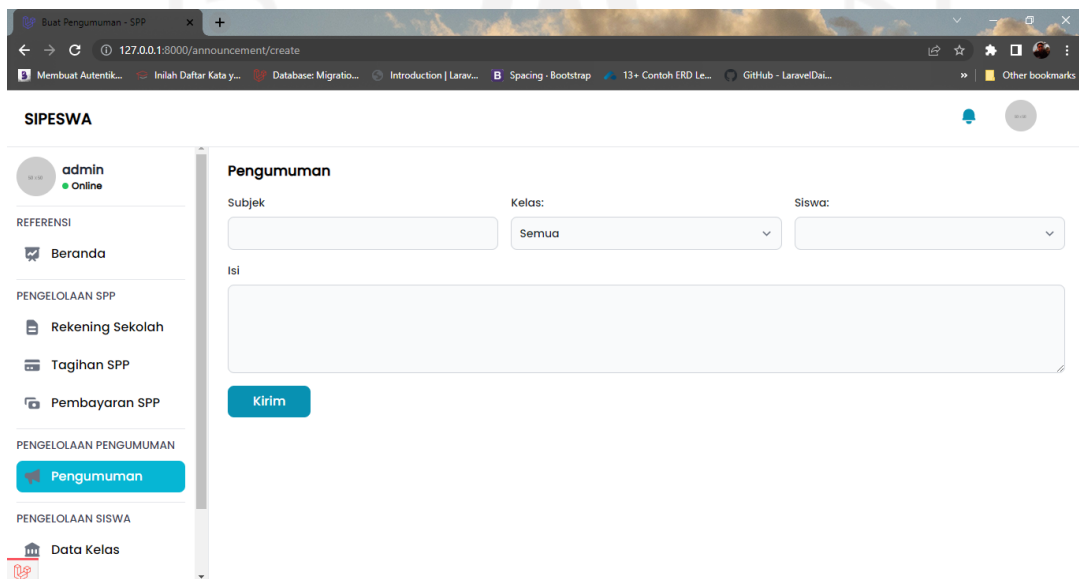 Buat Pengumuman - SPP
127.0.0.1:8000/announcement/create
Membuat Autentik... Inilah Daftar Kata y... Database: Migratio... Introduction | Larav... Spacing · Bootstrap 13+ Contoh ERD Le... GitHub - LaravelDai... » Other bookmarks
SIPESWA
admin
Online
REFERENSI
Beranda
PENGELOLAAN SPP
Rekening Sekolah
Tagihan SPP
Pembayaran SPP
PENGELOLAAN PENGUMUMAN
Pengumuman
PENGELOLAAN SISWA
Data Kelas
Pengumuman
Subjek Kelas: Siswa:
Semua
Isi
Kirim